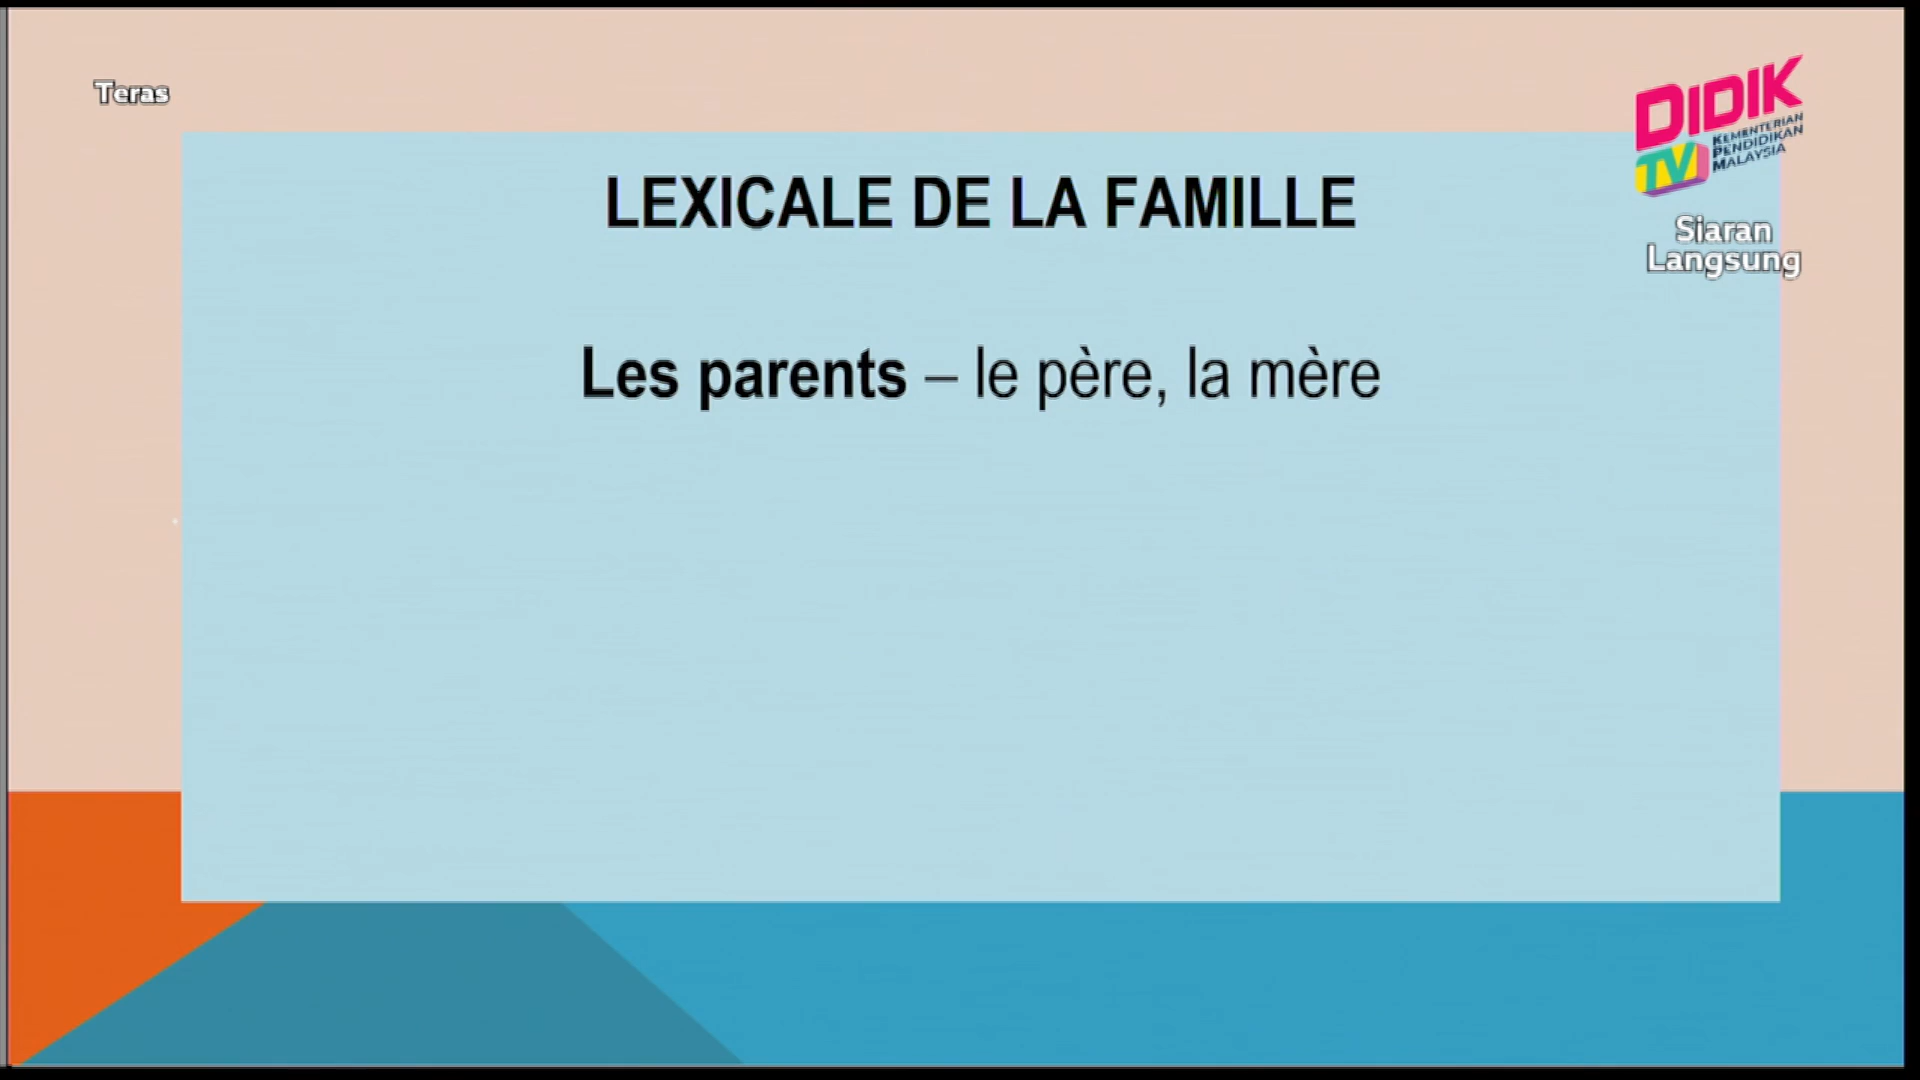 Teras
DIDIK
TV
KEMENTERIAN
PENDIDIKAN
MALAYSIA
Siaran
Langsung
LEXICALE DE LA FAMILLE
Les parents – le père, la mère